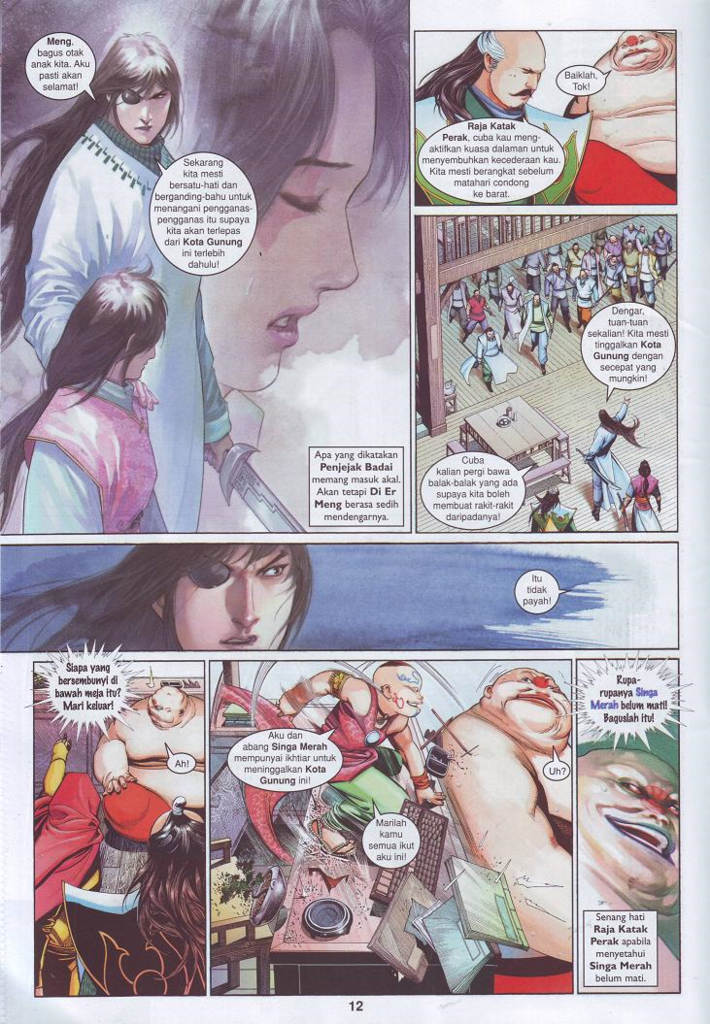 Meng,
bagus otak
anak kita. Aku
pasti akan
selamat!
Sekarang
kita mesti
bersatu-hati dan
berganding-bahu untuk
menangani pengganas-
pengganas itu supaya
kita akan terlepas
dari Kota Gunung
ini terlebih
dahulu!
Apa yang dikatakan
Penjejak Badai
memang masuk akal.
Akan tetapi Di Er
Meng berasa sedih
mendengarnya.
Baiklah,
Tok!
Raja Katak
Perak, cuba kau meng-
aktifkan kuasa dalaman untuk
menyembuhkan kecederaan kau.
Kita mesti berangkat sebelum
matahari condong
ke barat.
Dengar,
tuan-tuan
sekalian! Kita mesti
tinggalkan Kota
Gunung dengan
secepat yang
mungkin!
Cuba
kalian pergi bawa
balak-balak yang ada
supaya kita boleh
membuat rakit-rakit
daripadanya!
Itu
tidak
payah!
Siapa yang
bersembunyi di
bawah meja itu?
Mari keluar!
Ah!
Aku dan
abang Singa Merah
mempunyai ikhtiar untuk
meninggalkan Kota
Gunung ini!
Uh?
Marilah
kamu
semua ikut
aku ini!
Rupa-
rupanya Singa
Merah belum mati!
Baguslah itu!
Senang hati
Raja Katak
Perak apabila
menyetahui
Singa Merah
belum mati.
12